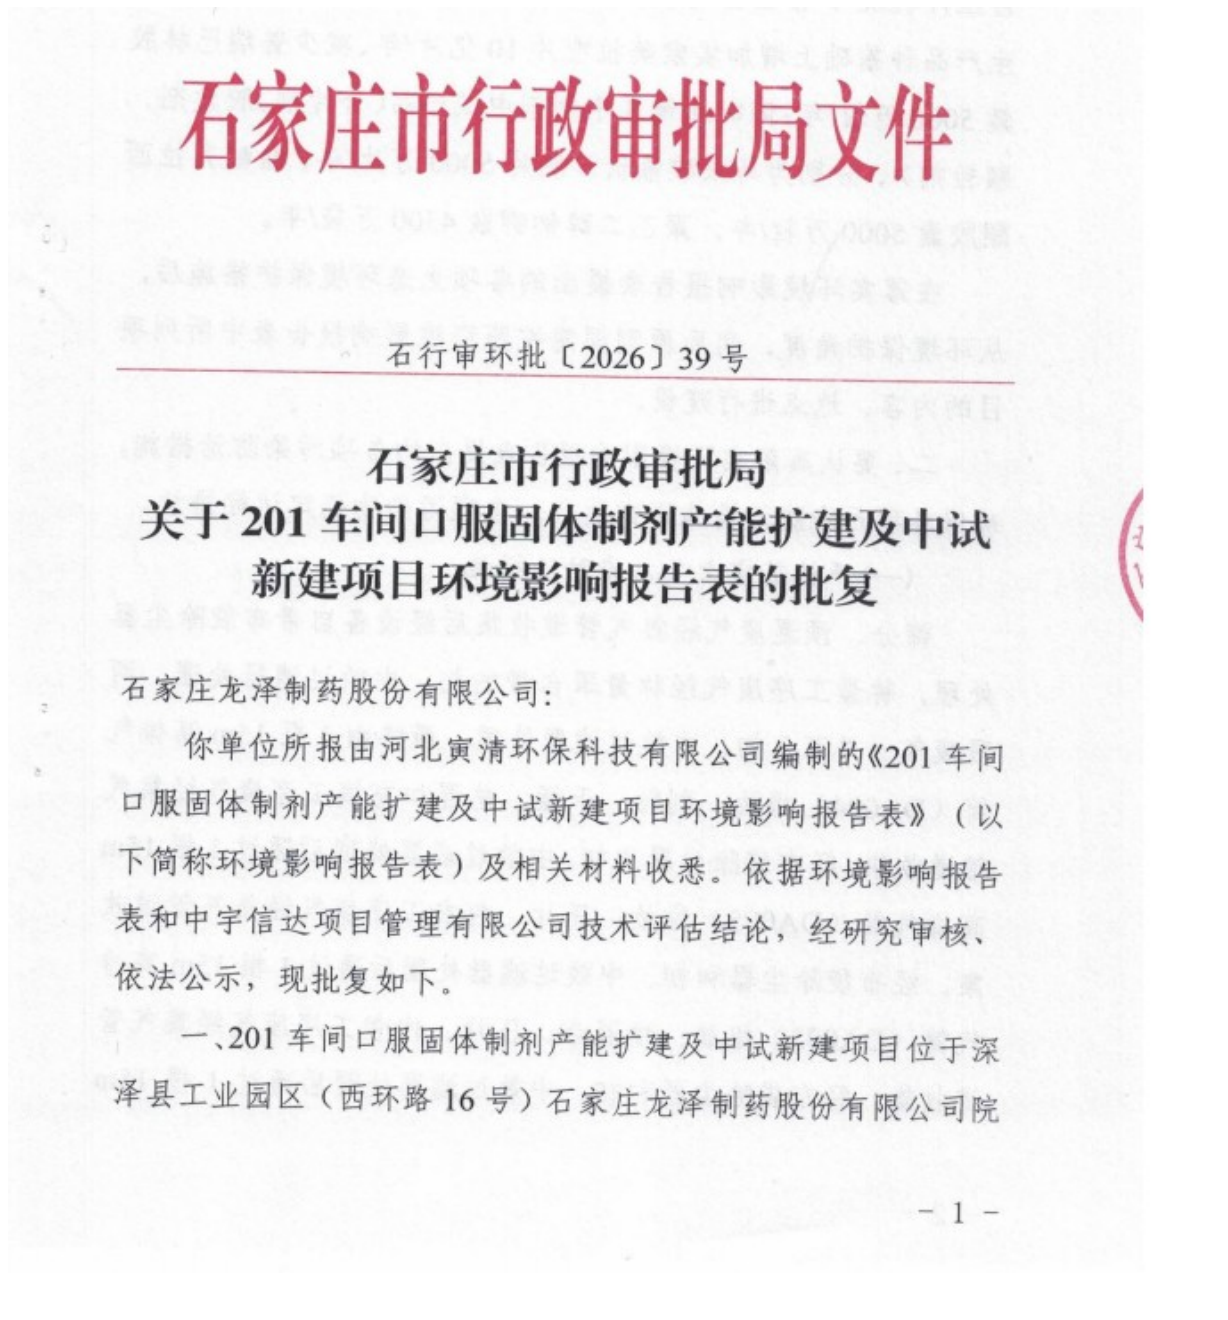 石家庄市行政审批局文件
石行审环批〔2026〕39号
石家庄市行政审批局
关于 201 车间口服固体制剂产能扩建及中试
新建项目环境影响报告表的批复
石家庄龙泽制药股份有限公司：
你单位所报由河北寅清环保科技有限公司编制的《201 车间
口服固体制剂产能扩建及中试新建项目环境影响报告表》（以
下简称环境影响报告表）及相关材料收悉。依据环境影响报告
表和中宇信达项目管理有限公司技术评估结论，经研究审核、
依法公示，现批复如下。
一、201 车间口服固体制剂产能扩建及中试新建项目位于深
泽县工业园区（西环路 16 号）石家庄龙泽制药股份有限公司院
- 1 -